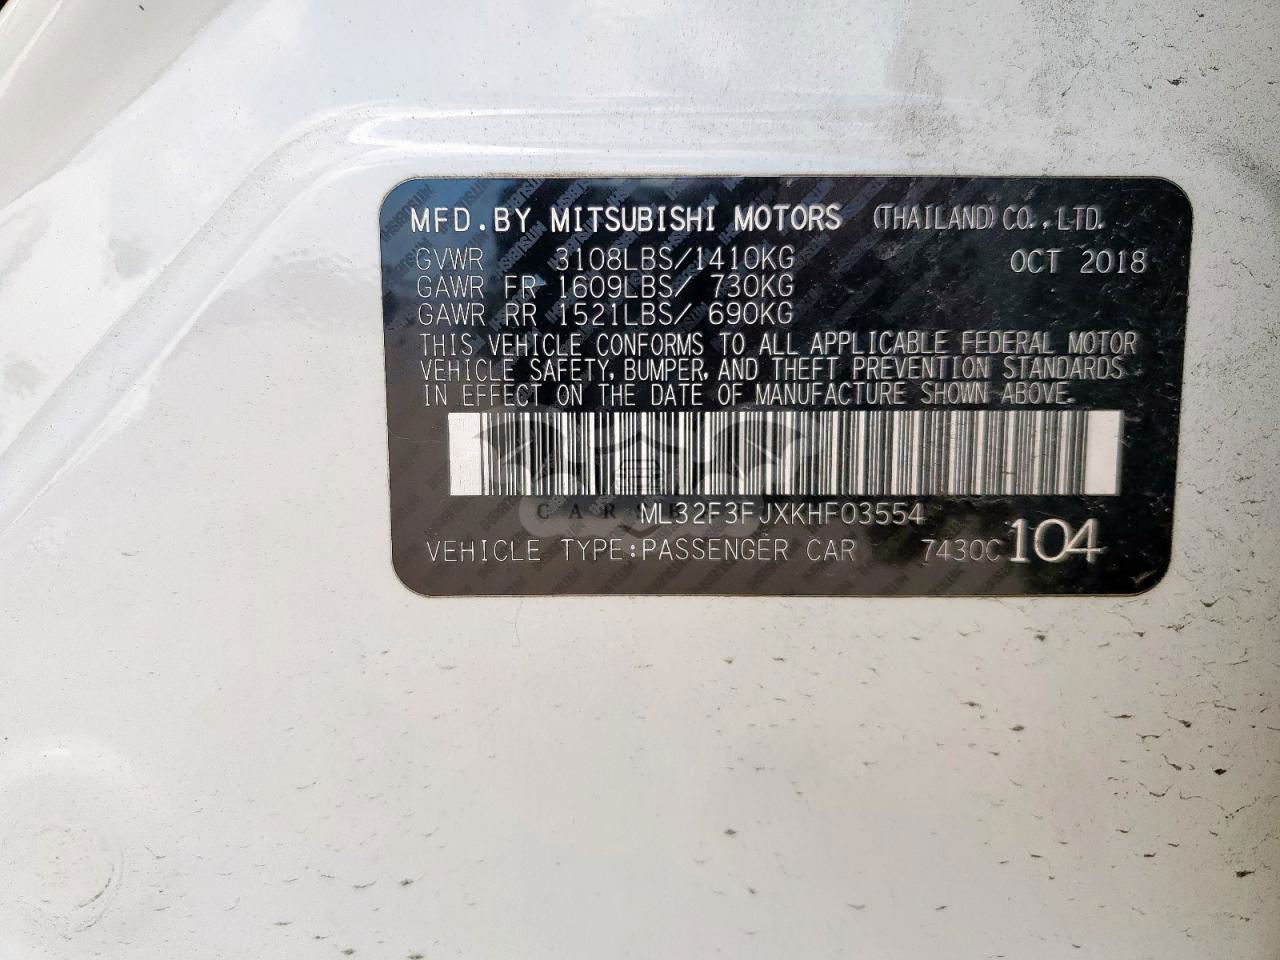 MFD.BY MITSUBISHI MOTORS (THAILAND) CO.,LTD.
GVWR 3108LBS/1410KG OCT 2018
GAWR FR 1609LBS/ 730KG
GAWR RR 1521LBS/ 690KG
THIS VEHICLE CONFORMS TO ALL APPLICABLE FEDERAL MOTOR
VEHICLE SAFETY, BUMPER, AND THEFT PREVENTION STANDARDS
IN EFFECT ON THE DATE OF MANUFACTURE SHOWN ABOVE.
ML32F3FJXKHF03554
VEHICLE TYPE:PASSENGER CAR 7430C 104